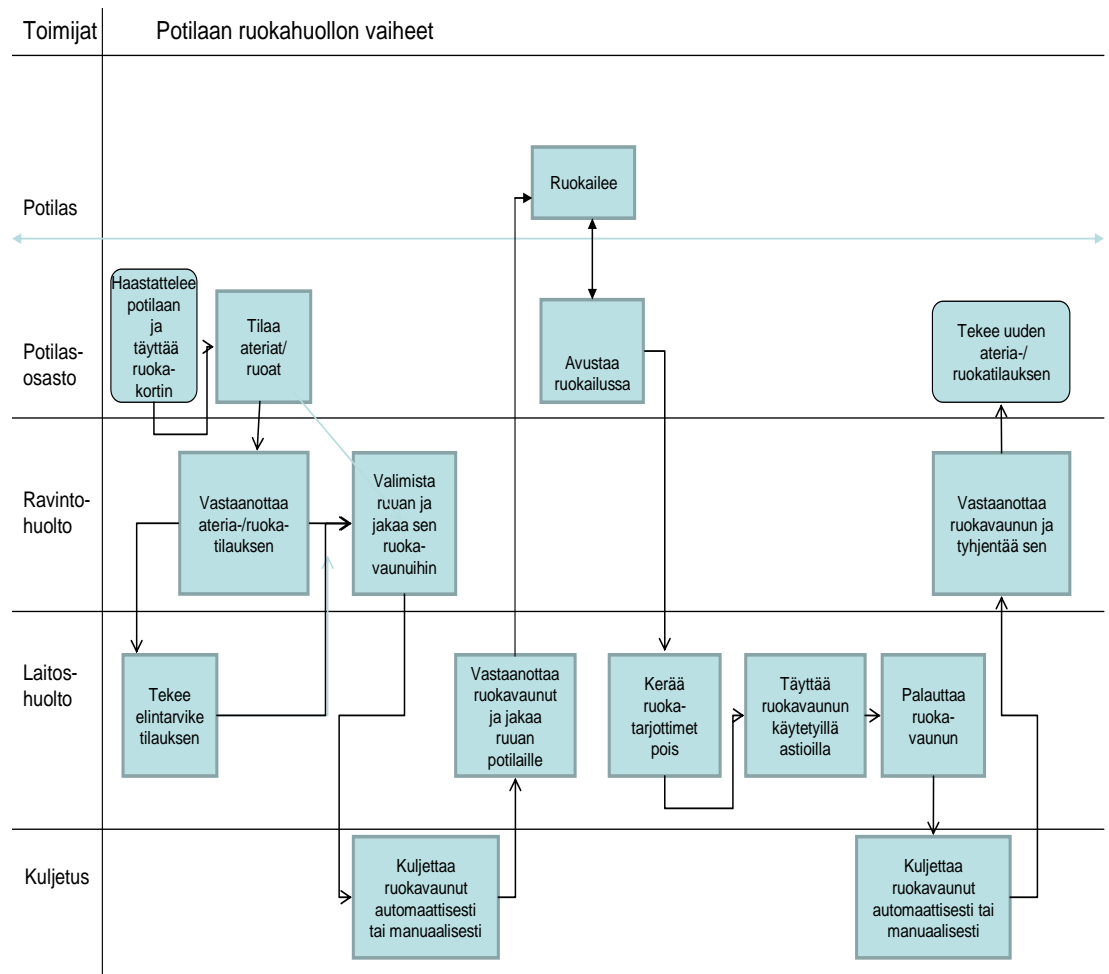 Toimijat
Potilaan ruokahuollon vaiheet
Potilas
Ruokailee
Potilas-
osasto
Haastattelee
potilaan
ja
täyttää
ruoka-
kortin
Tilaa
ateriat/
ruoat
Avustaa
ruokailussa
Tekee uuden
ateria-/
ruokatilauksen
Ravinto-
huolto
Vastaanottaa
ateria-/ruoka-
tilauksen
Valimista
ruuan ja
jakaa sen
ruoka-
vaunuihin
Vastaanottaa
ruokavaunun ja
tyhjentää sen
Laitos-
huolto
Tekee
elintarvike
tilauksen
Vastaanottaa
ruokavaunut
ja jakaa
ruuan
potilaille
Kerää
ruoka-
tarjottimet
pois
Täyttää
ruokavaunun
käytetyillä
astioilla
Palauttaa
ruoka-
vaunun
Kuljetus
Kuljettaa
ruokavaunut
automaattisesti
tai manuaalisesti
Kuljettaa
ruokavaunut
automaattisesti tai
manuaalisesti